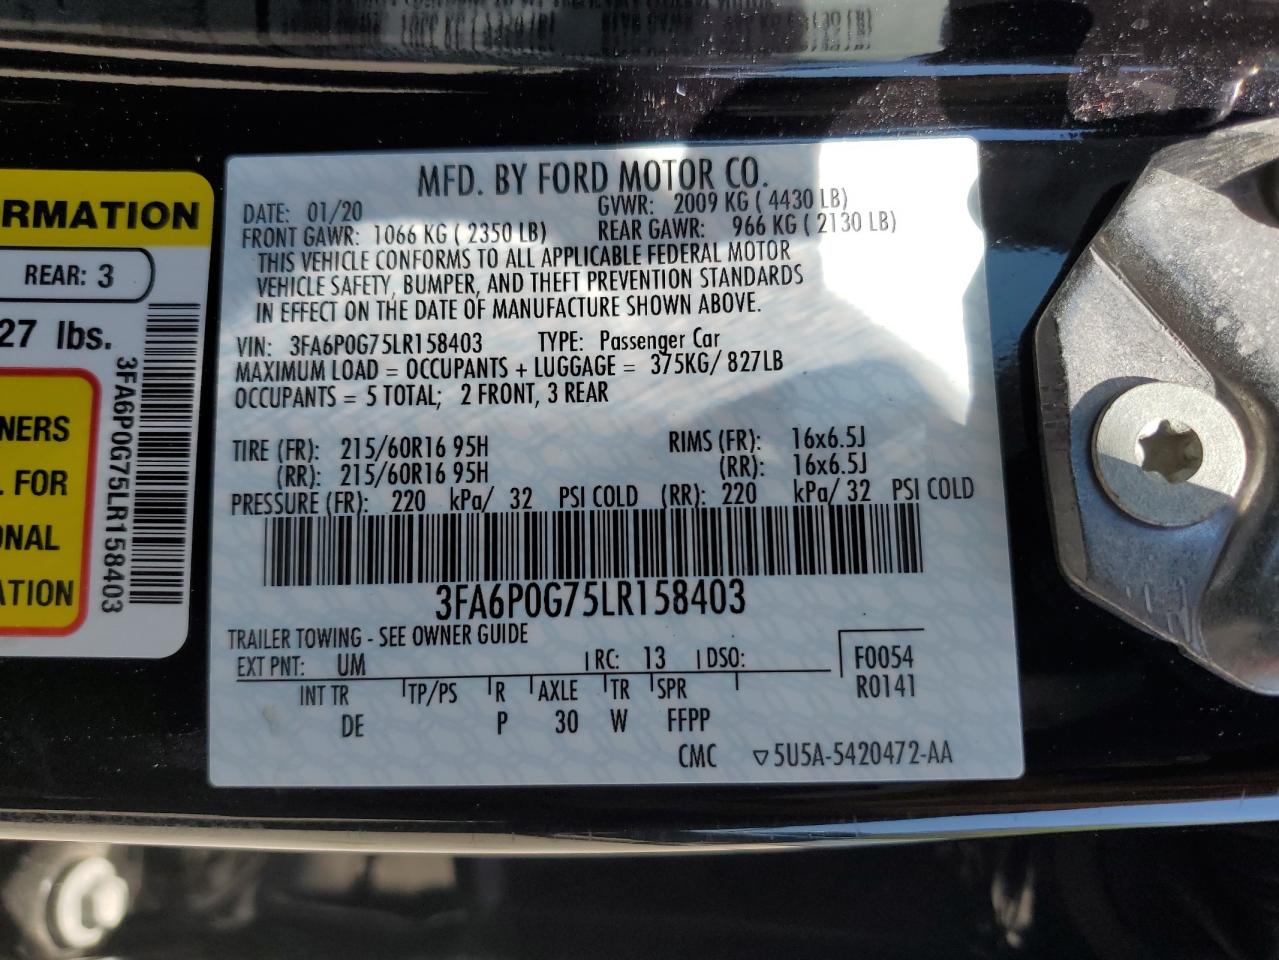 MFD. BY FORD MOTOR CO.
DATE: 01/20 GVWR: 2009 KG ( 4430 LB)
FRONT GAWR: 1066 KG ( 2350 LB) REAR GAWR: 966 KG ( 2130 LB)
THIS VEHICLE CONFORMS TO ALL APPLICABLE FEDERAL MOTOR
VEHICLE SAFETY, BUMPER, AND THEFT PREVENTION STANDARDS
IN EFFECT ON THE DATE OF MANUFACTURE SHOWN ABOVE.
VIN: 3FA6P0G75LR158403 TYPE: Passenger Car
MAXIMUM LOAD = OCCUPANTS + LUGGAGE = 375KG/ 827LB
OCCUPANTS = 5 TOTAL; 2 FRONT, 3 REAR
TIRE (FR): 215/60R16 95H RIMS (FR): 16x6.5J
(RR): 215/60R16 95H (RR): 16x6.5J
PRESSURE (FR): 220 kPa/ 32 PSI COLD (RR): 220 kPa/ 32 PSI COLD
3FA6P0G75LR158403
TRAILER TOWING - SEE OWNER GUIDE
EXT PNT: UM RC: 13 DSO: F0054
R0141
INT TR TP/PS R AXLE TR SPR
DE P 30 W FFPP
CMC ▽5U5A-5420472-AA
RMATION
REAR: 3
27 lbs.
NERS
FOR
ONAL
ATION
3FA6P0G75LR158403